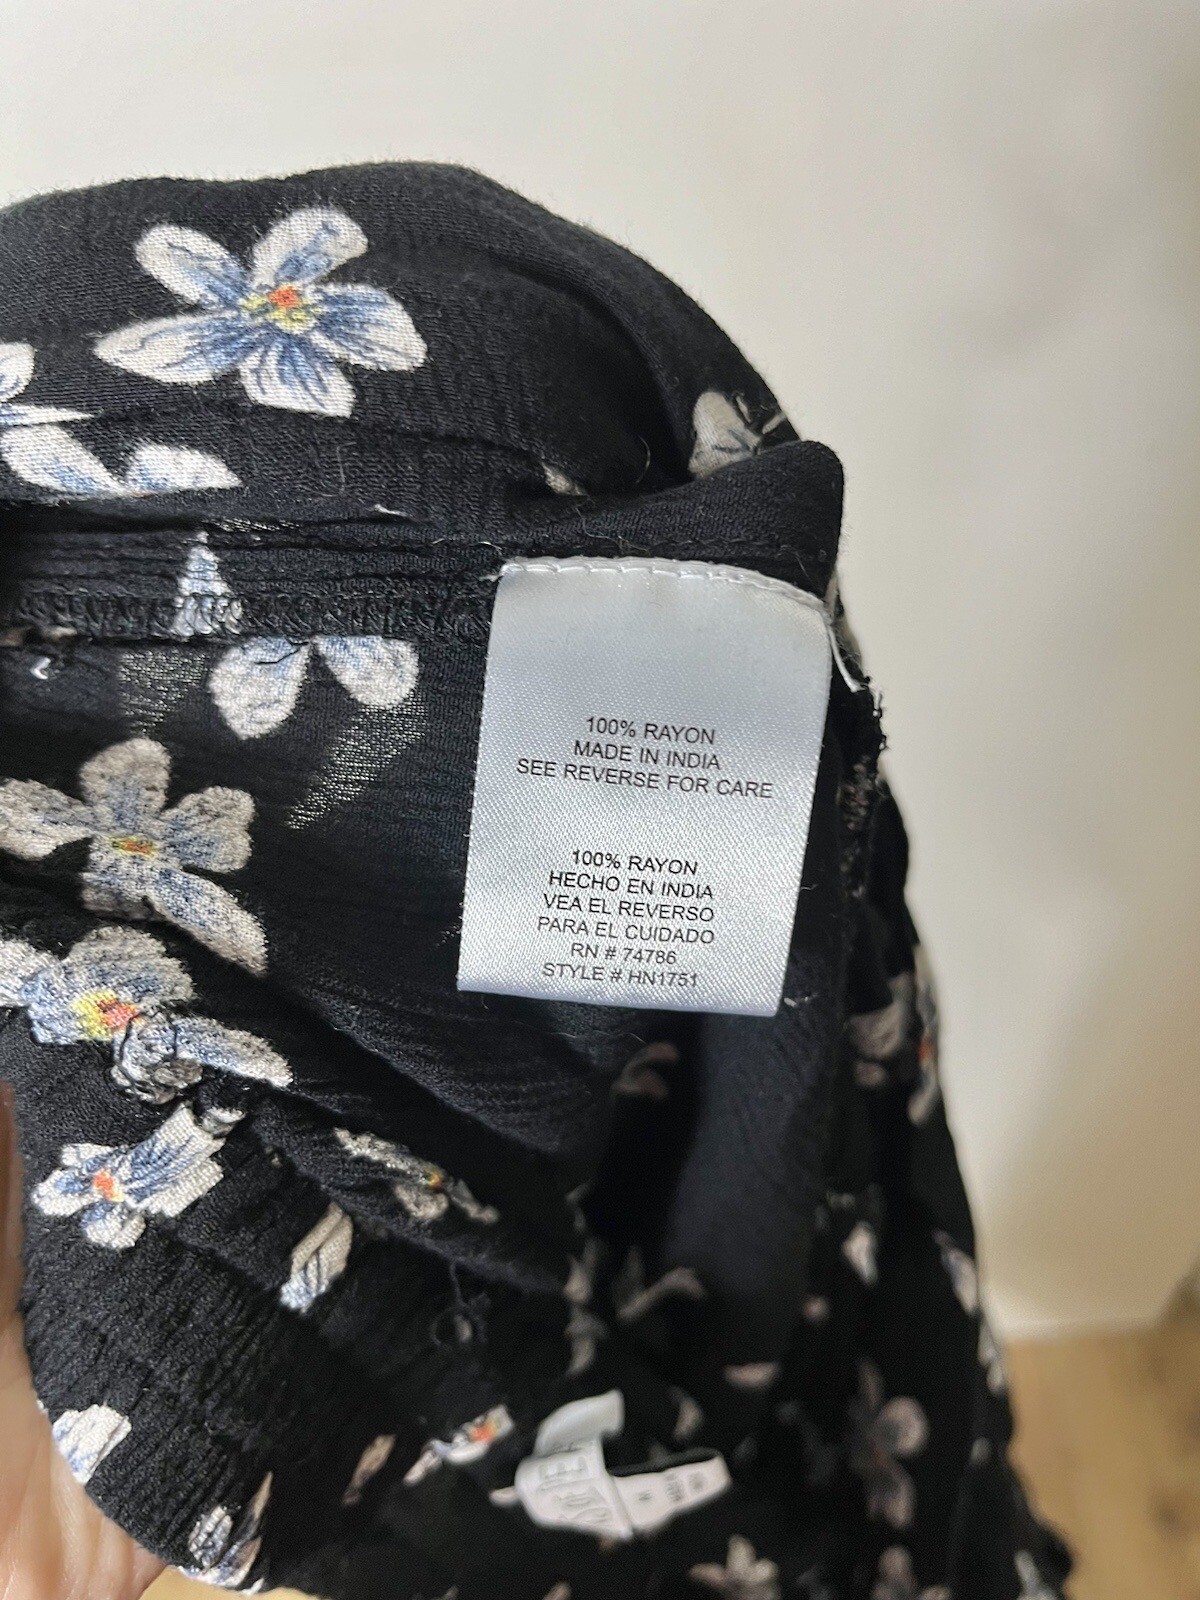 100% RAYON
MADE IN INDIA
SEE REVERSE FOR CARE
100% RAYON
HECHO EN INDIA
VEA EL REVERSO
PARA EL CUIDADO
RN # 74786
STYLE # HN1751